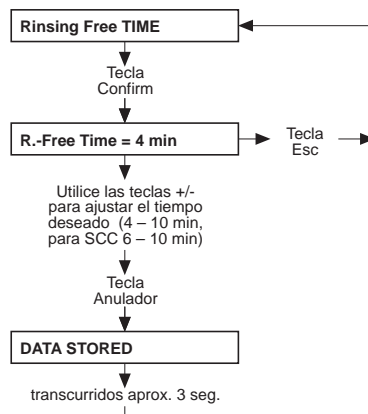 Rinsing Free TIME
Tecla
Confirm
R.-Free Time = 4 min
Tecla
Esc
Utilice las teclas +/-
para ajustar el tiempo
deseado (4 – 10 min,
para SCC 6 – 10 min)
Tecla
Anulador
DATA STORED
transcurridos aprox. 3 seg.